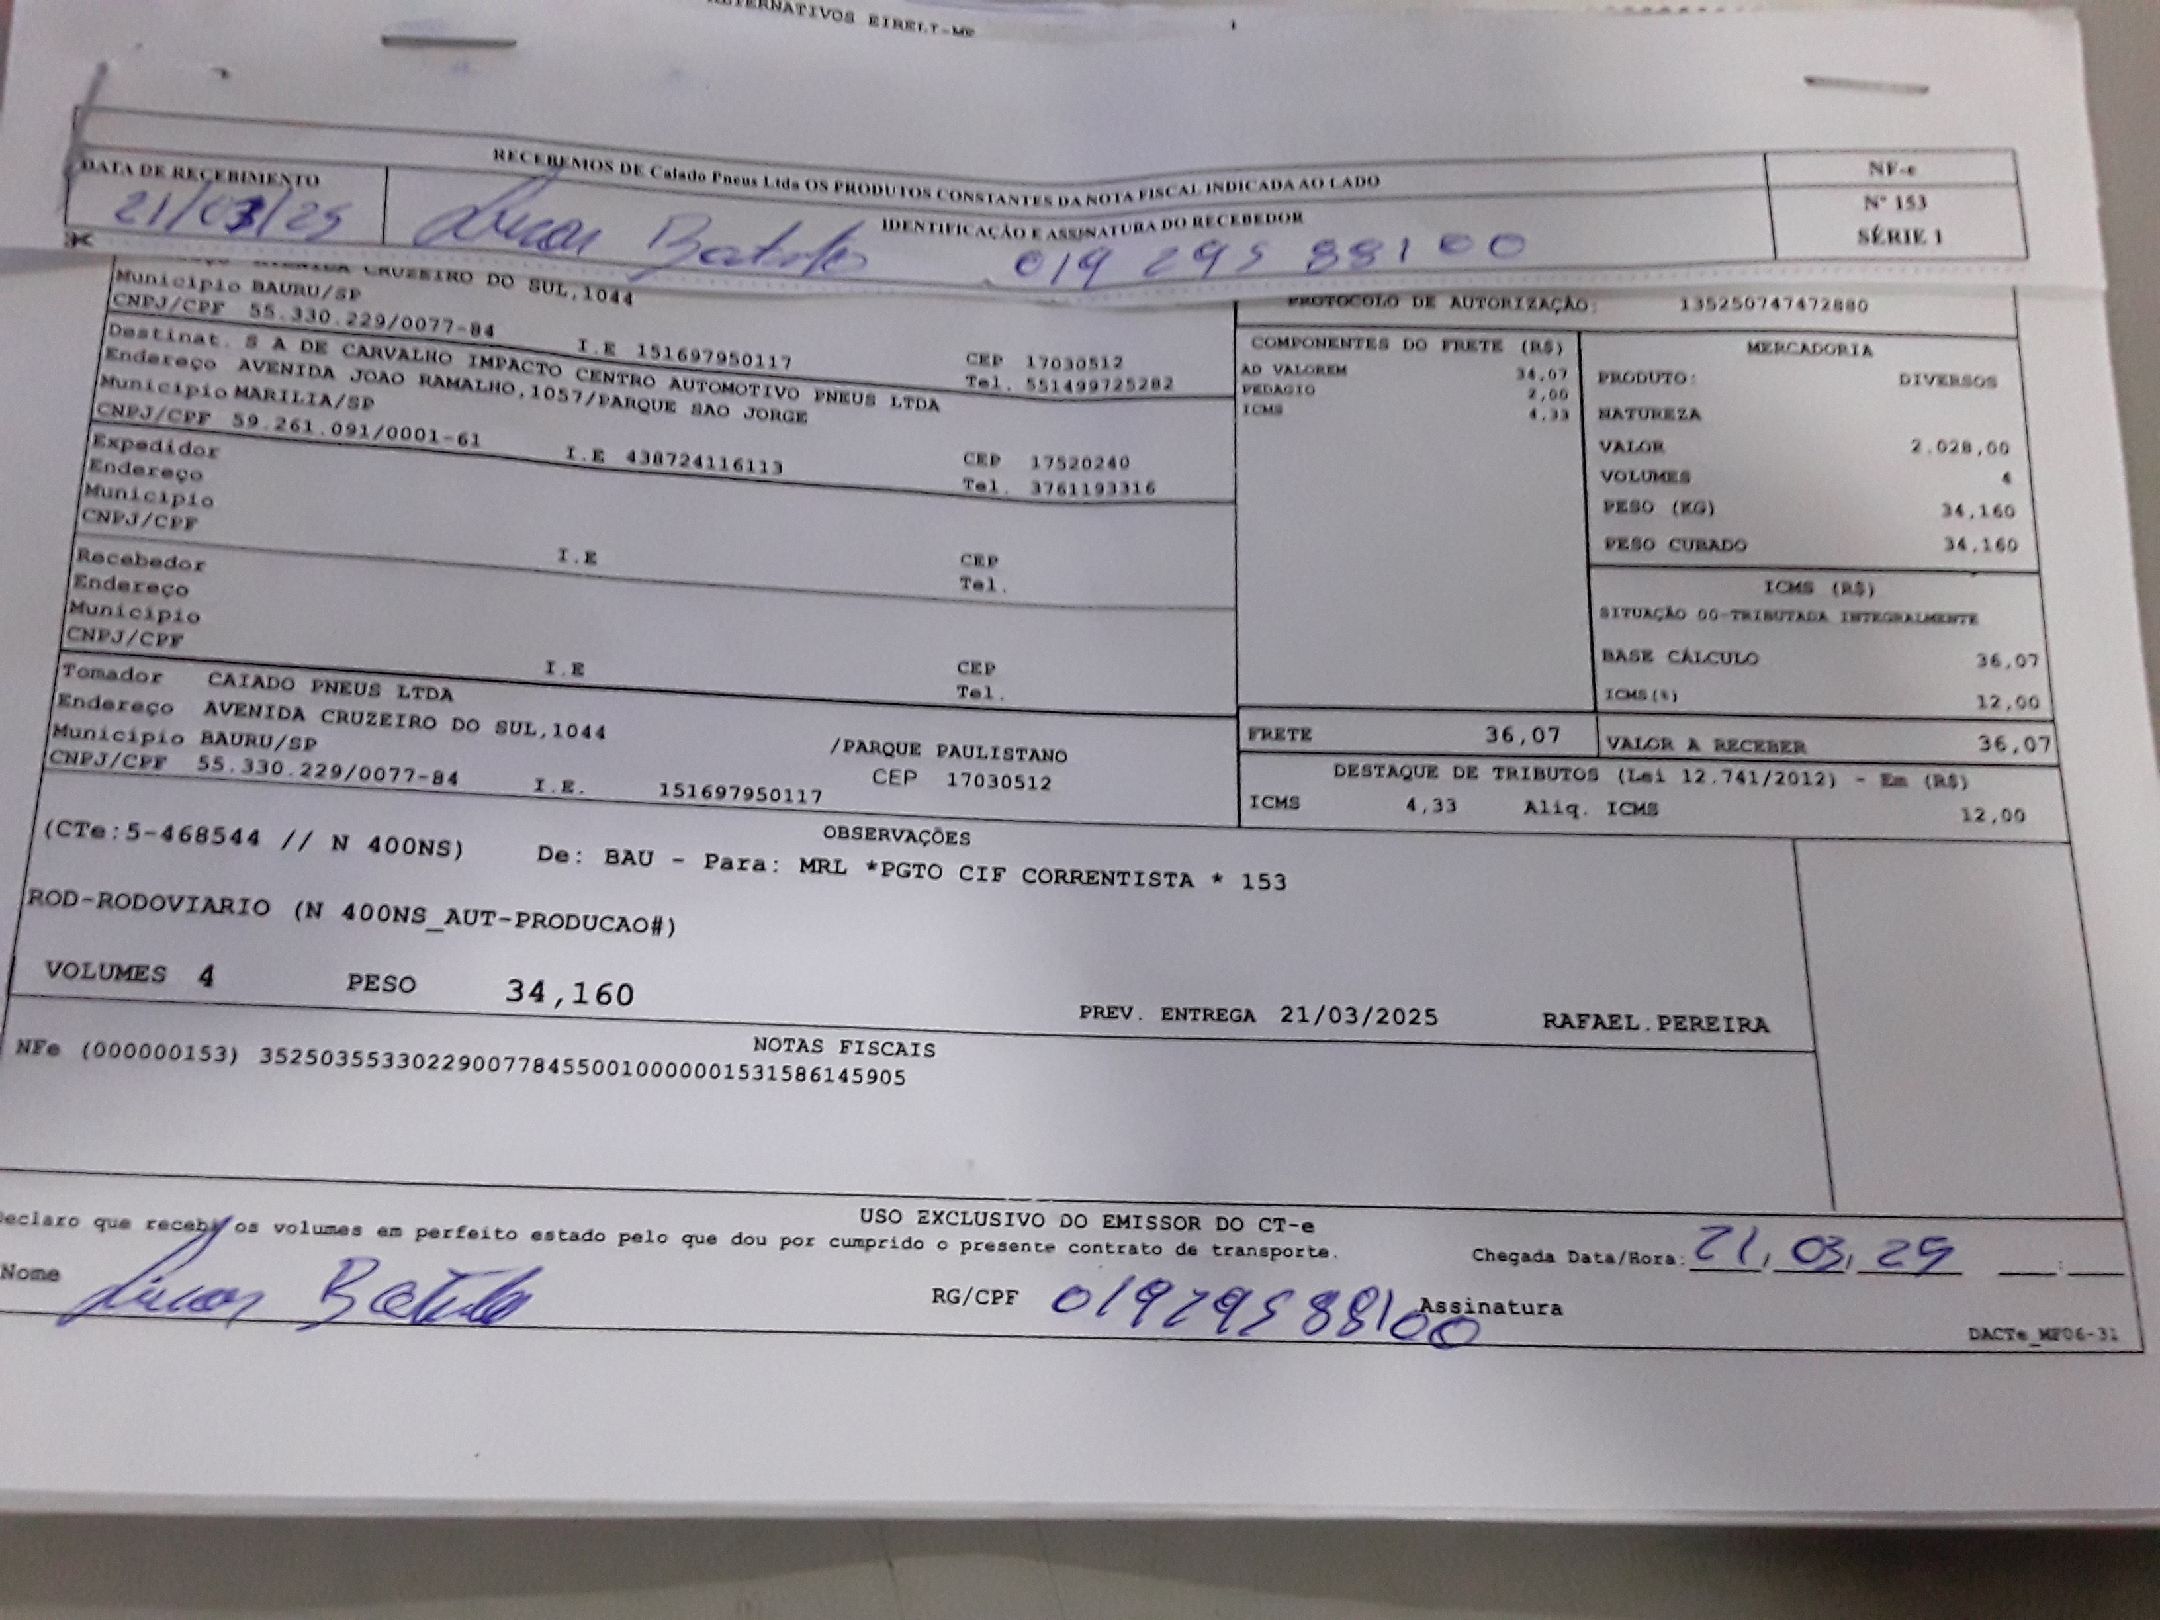 ALTERNATIVOS EIRELI-ME
RECEBEMOS DE Caiado Pneus Ltda OS PRODUTOS CONSTANTES DA NOTA FISCAL INDICADA AO LADO
DATA DE RECEBIMENTO
21/03/25
IDENTIFICAÇÃO E ASSINATURA DO RECEBEDOR
019 295 881 00
NF-e
Nº 153
SÉRIE 1
AVENIDA CRUZEIRO DO SUL,1044
Municipio BAURU/SP
CNPJ/CPF 55.330.229/0077-84 I.E 151697950117 CEP 17030512
Tel. 551499725282
Destinat. S A DE CARVALHO IMPACTO CENTRO AUTOMOTIVO PNEUS LTDA
Endereço AVENIDA JOAO RAMALHO,1057/PARQUE SAO JORGE
Municipio MARILIA/SP
CNPJ/CPF 59.261.091/0001-61 I.E 438724116113 CEP 17520240
Tel. 3761193316
Expedidor
Endereço
Municipio
CNPJ/CPF I.E CEP
Tel.
Recebedor
Endereço
Municipio
CNPJ/CPF I.E CEP
Tel.
Tomador CAIADO PNEUS LTDA
Endereço AVENIDA CRUZEIRO DO SUL,1044 /PARQUE PAULISTANO
Municipio BAURU/SP CEP 17030512
CNPJ/CPF 55.330.229/0077-84 I.E. 151697950117
PROTOCOLO DE AUTORIZAÇÃO: 135250747472880
COMPONENTES DO FRETE (R$)
AD VALOREM 34,07
PEDAGIO 2,00
ICMS 4,33
MERCADORIA
PRODUTO: DIVERSOS
NATUREZA
VALOR 2.028,00
VOLUMES 4
PESO (KG) 34,160
PESO CUBADO 34,160
ICMS (R$)
SITUAÇÃO 00-TRIBUTADA INTEGRALMENTE
BASE CÁLCULO 36,07
ICMS(%) 12,00
FRETE 36,07 VALOR A RECEBER 36,07
DESTAQUE DE TRIBUTOS (Lei 12.741/2012) - Em (R$)
ICMS 4,33 Aliq. ICMS 12,00
OBSERVAÇÕES
(CTe:5-468544 // N 400NS) De: BAU - Para: MRL *PGTO CIF CORRENTISTA * 153
ROD-RODOVIARIO (N 400NS_AUT-PRODUCAO#)
VOLUMES 4 PESO 34,160 PREV. ENTREGA 21/03/2025 RAFAEL.PEREIRA
NOTAS FISCAIS
NFe (000000153) 35250355330229007784550010000001531586145905
USO EXCLUSIVO DO EMISSOR DO CT-e
Declaro que recebi os volumes em perfeito estado pelo que dou por cumprido o presente contrato de transporte. Chegada Data/Hora: 21, 03, 25
Nome RG/CPF 01929588100 Assinatura
DACTe_MF06-31